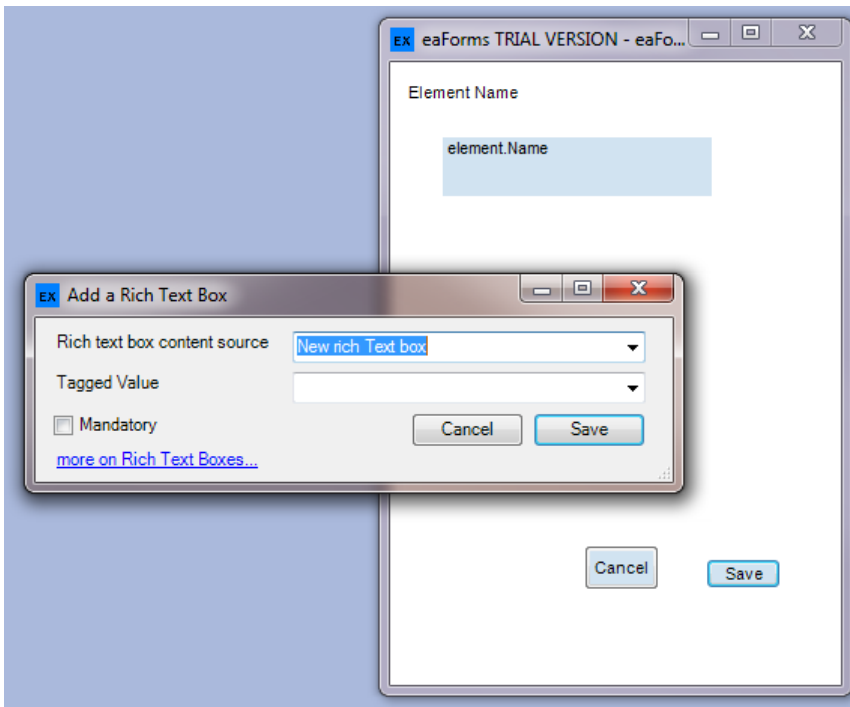 EX eaForms TRIAL VERSION - eaFo...
Element Name
element.Name
EX Add a Rich Text Box
Rich text box content source
New rich Text box
Tagged Value
Mandatory
Cancel
Save
more on Rich Text Boxes...
Cancel
Save